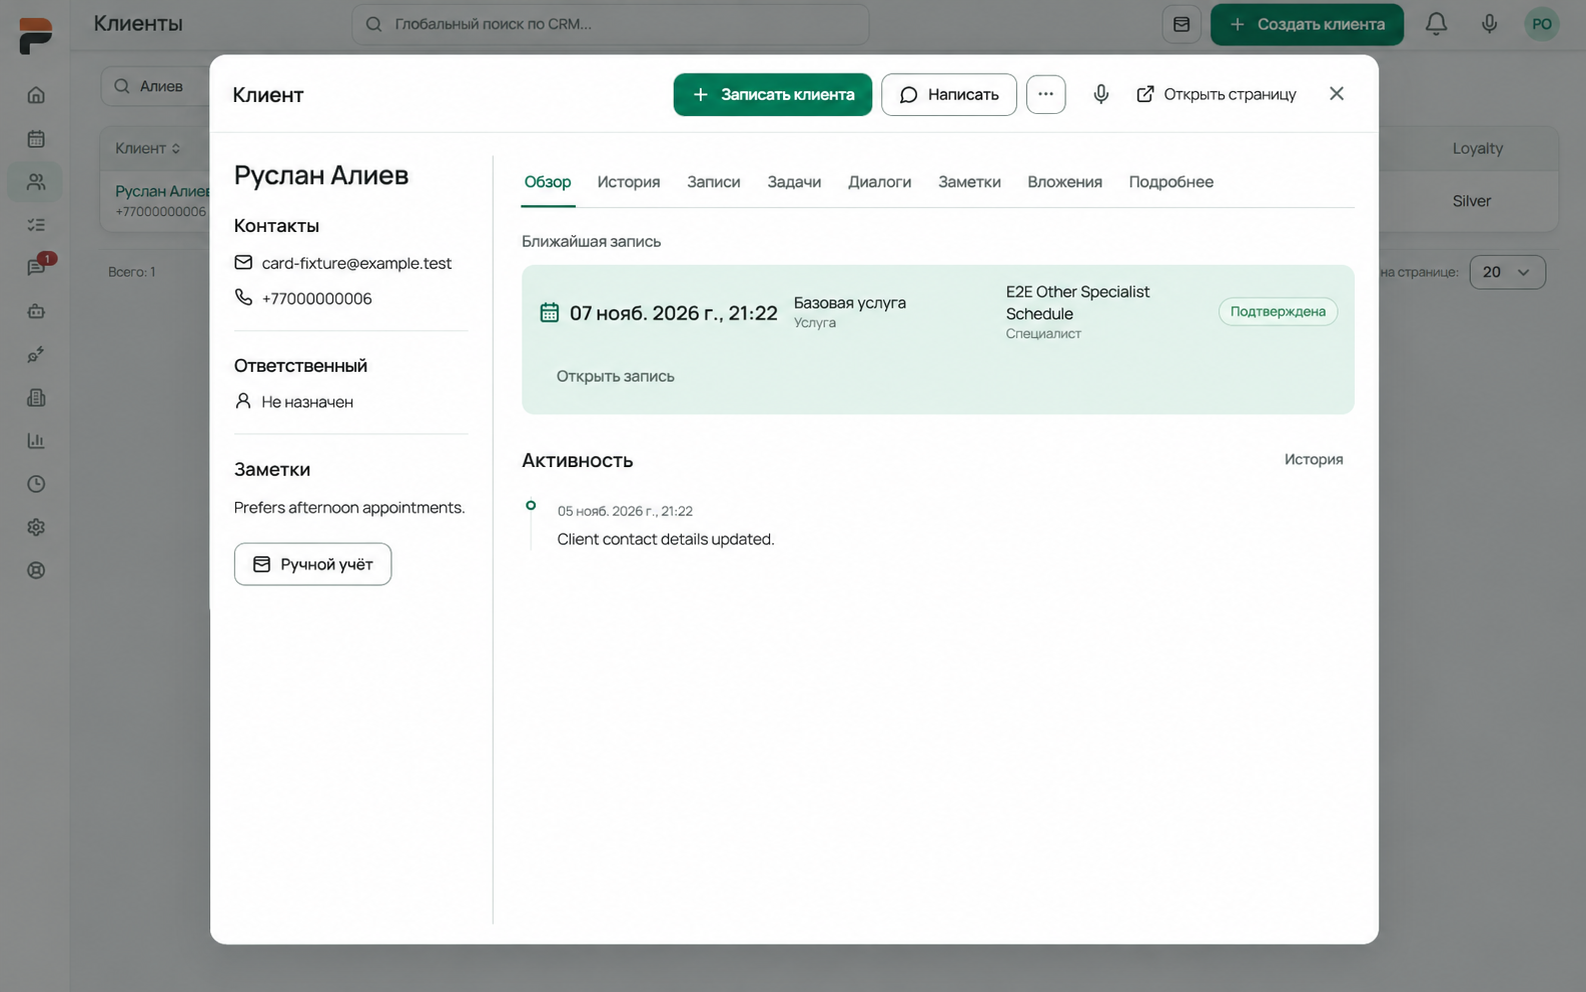 Клиенты
Глобальный поиск по CRM...
Создать клиента
PO
Алиев
Клиент
Loyalty
Руслан Алиев
+77000000006
Silver
Всего: 1
на странице:
20
1
Клиент
Записать клиента
Написать
Открыть страницу
Руслан Алиев
Контакты
card-fixture@example.test
+77000000006
Ответственный
Не назначен
Заметки
Prefers afternoon appointments.
Ручной учёт
Обзор История Записи Задачи Диалоги Заметки Вложения Подробнее
Ближайшая запись
07 нояб. 2026 г., 21:22
Базовая услуга
Услуга
E2E Other Specialist
Schedule
Специалист
Подтверждена
Открыть запись
Активность
История
05 нояб. 2026 г., 21:22
Client contact details updated.